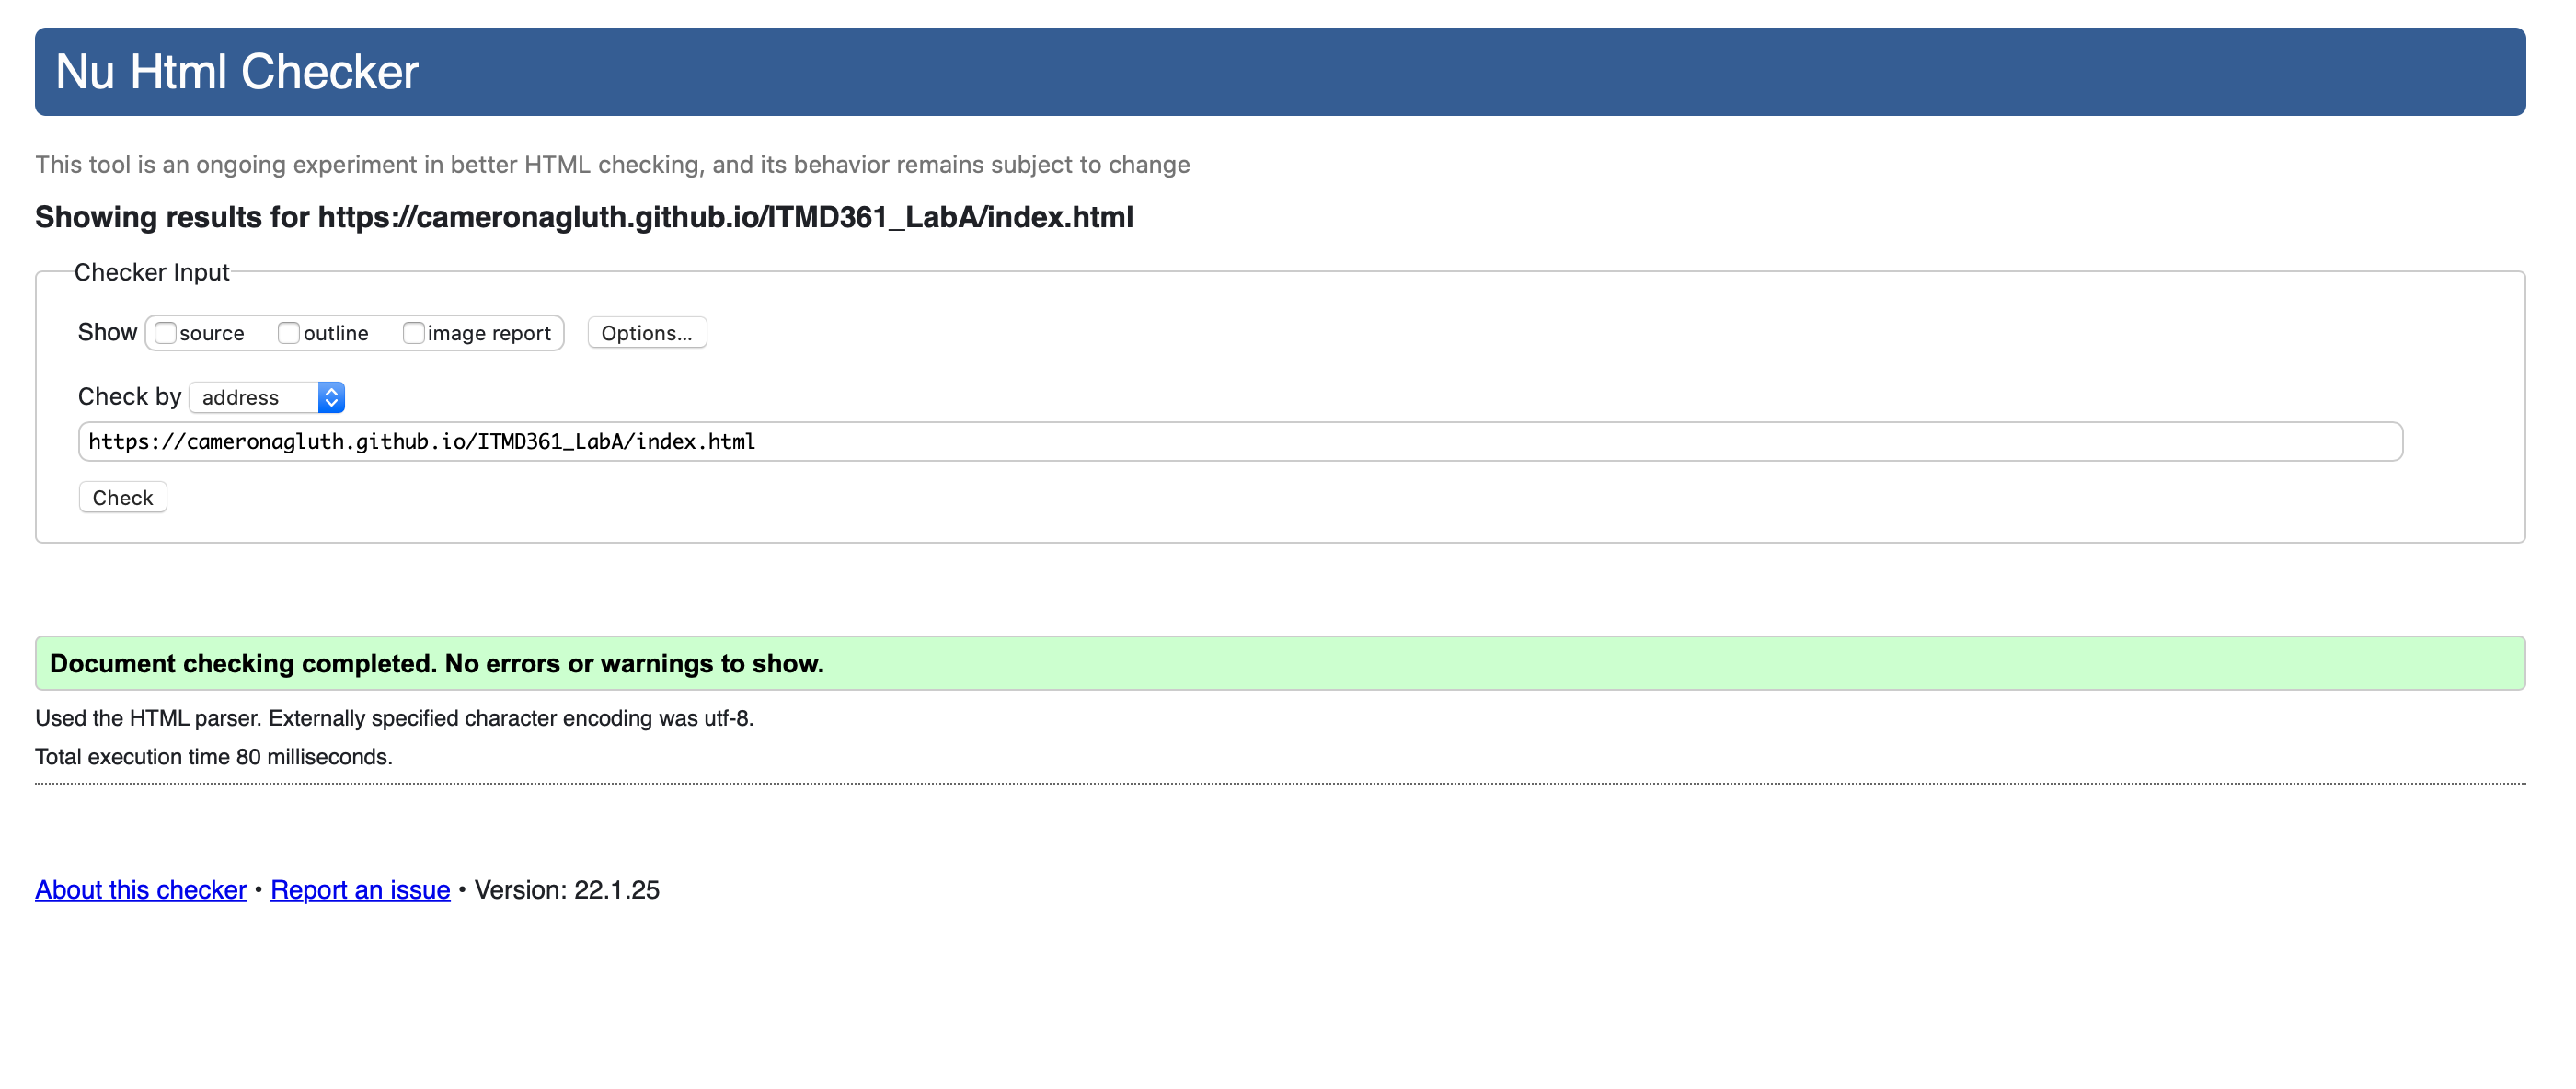 Nu Html Checker
This tool is an ongoing experiment in better HTML checking, and its behavior remains subject to change
Showing results for https://cameronagluth.github.io/ITMD361_LabA/index.html
Checker Input
Show source outline image report Options...
Check by address
https://cameronagluth.github.io/ITMD361_LabA/index.html
Check
Document checking completed. No errors or warnings to show.
Used the HTML parser. Externally specified character encoding was utf-8.
Total execution time 80 milliseconds.
About this checker • Report an issue • Version: 22.1.25